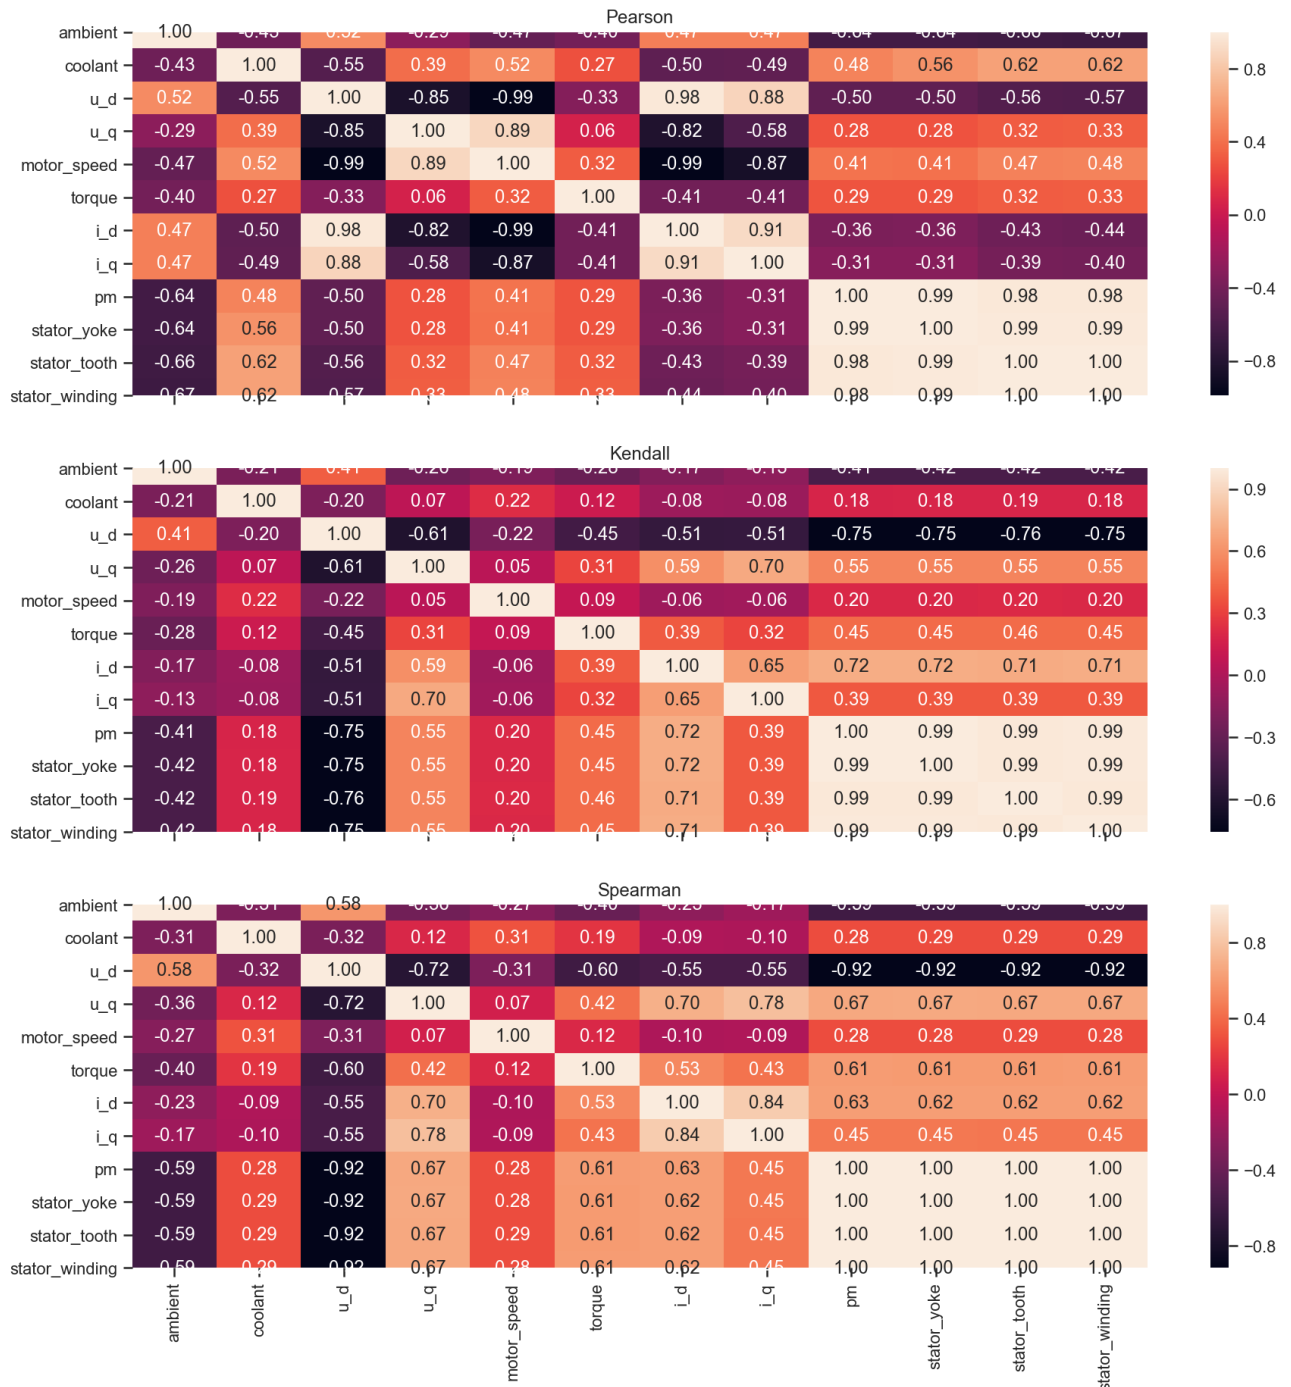 Pearson
ambient 1.00
coolant -0.43 1.00 -0.55 0.39 0.52 0.27 -0.50 -0.49 0.48 0.56 0.62 0.62
u_d 0.52 -0.55 1.00 -0.85 -0.99 -0.33 0.98 0.88 -0.50 -0.50 -0.56 -0.57
u_q -0.29 0.39 -0.85 1.00 0.89 0.06 -0.82 -0.58 0.28 0.28 0.32 0.33
motor_speed -0.47 0.52 -0.99 0.89 1.00 0.32 -0.99 -0.87 0.41 0.41 0.47 0.48
torque -0.40 0.27 -0.33 0.06 0.32 1.00 -0.41 -0.41 0.29 0.29 0.32 0.33
i_d 0.47 -0.50 0.98 -0.82 -0.99 -0.41 1.00 0.91 -0.36 -0.36 -0.43 -0.44
i_q 0.47 -0.49 0.88 -0.58 -0.87 -0.41 0.91 1.00 -0.31 -0.31 -0.39 -0.40
pm -0.64 0.48 -0.50 0.28 0.41 0.29 -0.36 -0.31 1.00 0.99 0.98 0.98
stator_yoke -0.64 0.56 -0.50 0.28 0.41 0.29 -0.36 -0.31 0.99 1.00 0.99 0.99
stator_tooth -0.66 0.62 -0.56 0.32 0.47 0.32 -0.43 -0.39 0.98 0.99 1.00 1.00
stator_winding 0.62 0.98 0.99 1.00 1.00
0.8
0.4
0.0
−0.4
−0.8
Kendall
ambient 1.00
coolant -0.21 1.00 -0.20 0.07 0.22 0.12 -0.08 -0.08 0.18 0.18 0.19 0.18
u_d 0.41 -0.20 1.00 -0.61 -0.22 -0.45 -0.51 -0.51 -0.75 -0.75 -0.76 -0.75
u_q -0.26 0.07 -0.61 1.00 0.05 0.31 0.59 0.70 0.55 0.55 0.55 0.55
motor_speed -0.19 0.22 -0.22 0.05 1.00 0.09 -0.06 -0.06 0.20 0.20 0.20 0.20
torque -0.28 0.12 -0.45 0.31 0.09 1.00 0.39 0.32 0.45 0.45 0.46 0.45
i_d -0.17 -0.08 -0.51 0.59 -0.06 0.39 1.00 0.65 0.72 0.72 0.71 0.71
i_q -0.13 -0.08 -0.51 0.70 -0.06 0.32 0.65 1.00 0.39 0.39 0.39 0.39
pm -0.41 0.18 -0.75 0.55 0.20 0.45 0.72 0.39 1.00 0.99 0.99 0.99
stator_yoke -0.42 0.18 -0.75 0.55 0.20 0.45 0.72 0.39 0.99 1.00 0.99 0.99
stator_tooth -0.42 0.19 -0.76 0.55 0.20 0.46 0.71 0.39 0.99 0.99 1.00 0.99
stator_winding 0.71 0.99 0.99 0.99 1.00
0.9
0.6
0.3
0.0
−0.3
−0.6
Spearman
ambient 1.00 0.58
coolant -0.31 1.00 -0.32 0.12 0.31 0.19 -0.09 -0.10 0.28 0.29 0.29 0.29
u_d 0.58 -0.32 1.00 -0.72 -0.31 -0.60 -0.55 -0.55 -0.92 -0.92 -0.92 -0.92
u_q -0.36 0.12 -0.72 1.00 0.07 0.42 0.70 0.78 0.67 0.67 0.67 0.67
motor_speed -0.27 0.31 -0.31 0.07 1.00 0.12 -0.10 -0.09 0.28 0.28 0.29 0.28
torque -0.40 0.19 -0.60 0.42 0.12 1.00 0.53 0.43 0.61 0.61 0.61 0.61
i_d -0.23 -0.09 -0.55 0.70 -0.10 0.53 1.00 0.84 0.63 0.62 0.62 0.62
i_q -0.17 -0.10 -0.55 0.78 -0.09 0.43 0.84 1.00 0.45 0.45 0.45 0.45
pm -0.59 0.28 -0.92 0.67 0.28 0.61 0.63 0.45 1.00 1.00 1.00 1.00
stator_yoke -0.59 0.29 -0.92 0.67 0.28 0.61 0.62 0.45 1.00 1.00 1.00 1.00
stator_tooth -0.59 0.29 -0.92 0.67 0.29 0.61 0.62 0.45 1.00 1.00 1.00 1.00
stator_winding 0.67 0.61 0.62 1.00 1.00 1.00 1.00
0.8
0.4
0.0
−0.4
−0.8
ambient
coolant
u_d
u_q
motor_speed
torque
i_d
i_q
pm
stator_yoke
stator_tooth
stator_winding